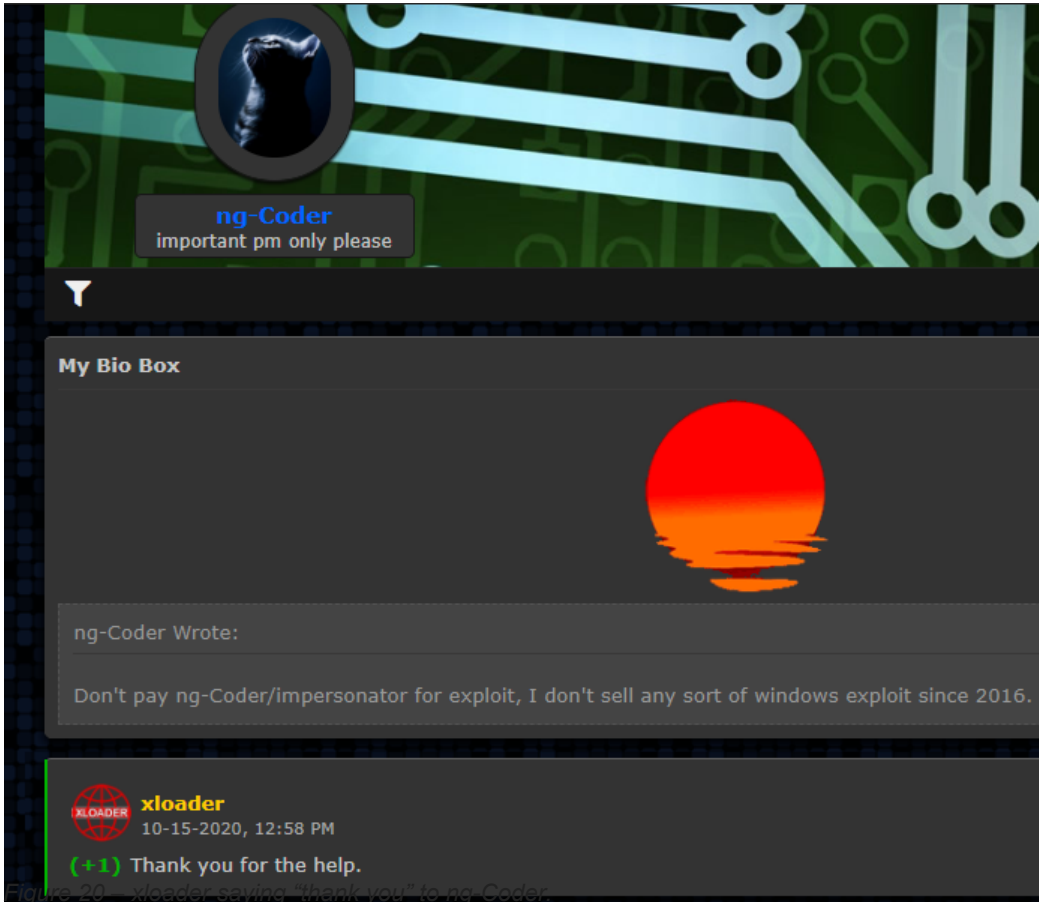 ng-Coder
important pm only please
My Bio Box
ng-Coder Wrote:
Don't pay ng-Coder/impersonator for exploit, I don't sell any sort of windows exploit since 2016.
XLOADER
xloader
10-15-2020, 12:58 PM
(+1) Thank you for the help.
Figure 20 – xloader saying “thank you” to ng-Coder.